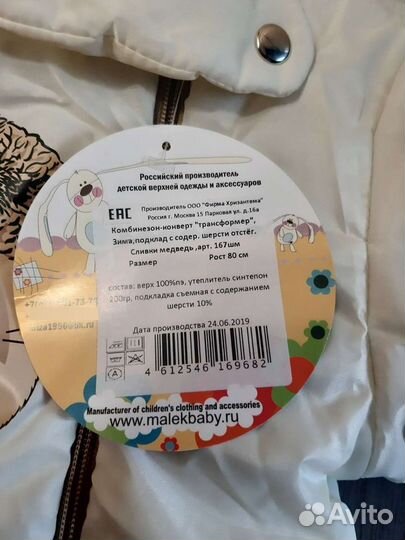 Российский производитель
детской верхней одежды и аксессуаров
EAC
Производитель ООО "Фирма Хризантема"
Россия г. Москва 15 Парковая ул. д.16а
Комбинезон-конверт "трансформер",
Зима,подклад с содер. шерсти отстёг.
Сливки медведь ,арт. 167шм
Размер Рост 80 см
состав: верх 100%пэ, утеплитель синтепон
200гр, подкладка съемная с содержанием
шерсти 10%
Дата производства 24.06.2019
4 612546 169682
Manufacturer of children's clothing and accessories
www.malekbaby.ru
Avito